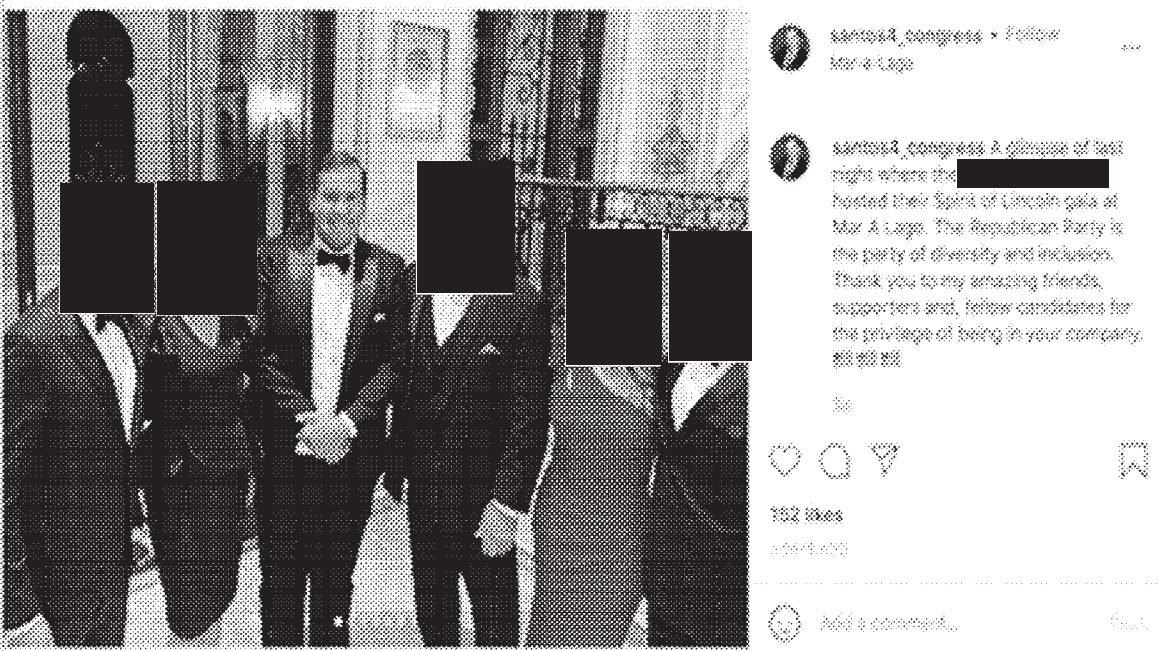 santos4_congress • Follow
Mar-a-Lago
santos4_congress A glimpse of last
night where the
hosted their Spirit of Lincoln gala at
Mar A Lago. The Republican Party is
the party of diversity and inclusion.
Thank you to my amazing friends,
supporters and, fellow candidates for
the privilege of being in your company.
152 likes
Add a comment...